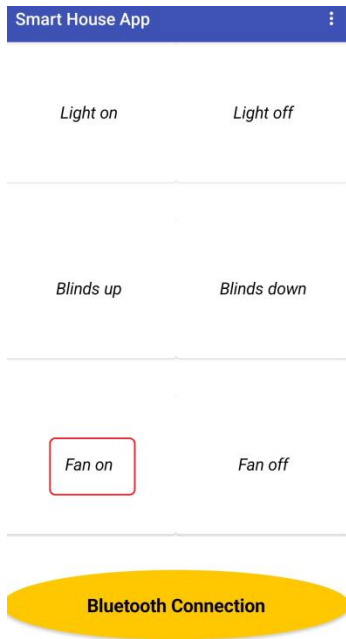 Smart House App
Light on
Light off
Blinds up
Blinds down
Fan on
Fan off
Bluetooth Connection